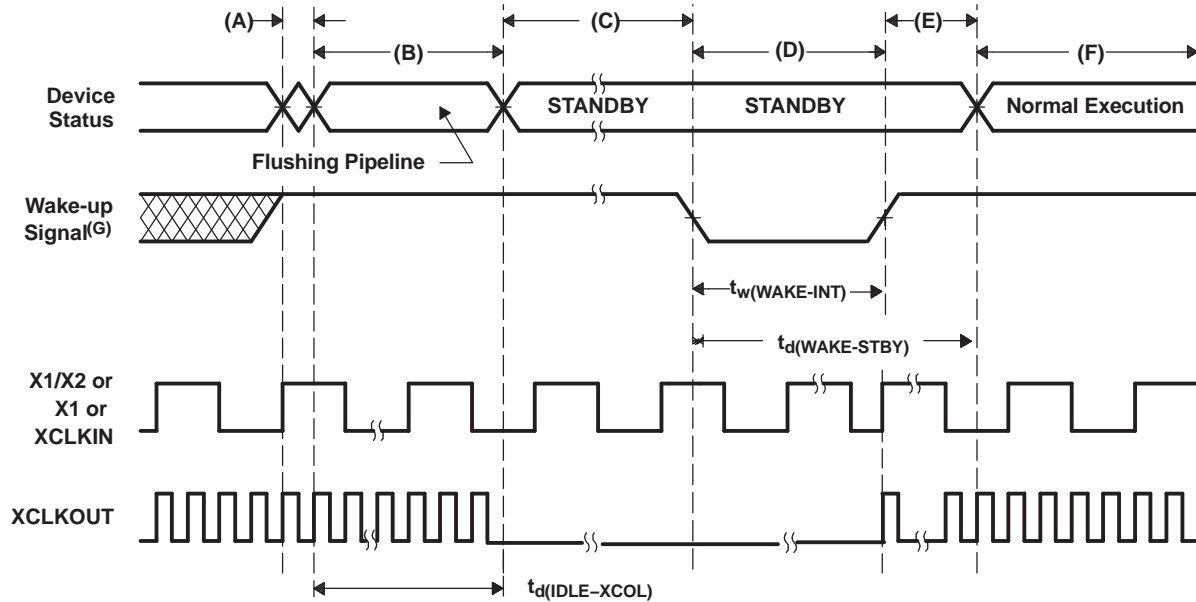 (A)
(B)
(C)
(D)
(E)
(F)
Device
Status
STANDBY
STANDBY
Normal Execution
Flushing Pipeline
Wake-up
Signal(G)
tw(WAKE-INT)
td(WAKE-STBY)
X1/X2 or
X1 or
XCLKIN
XCLKOUT
td(IDLE–XCOL)